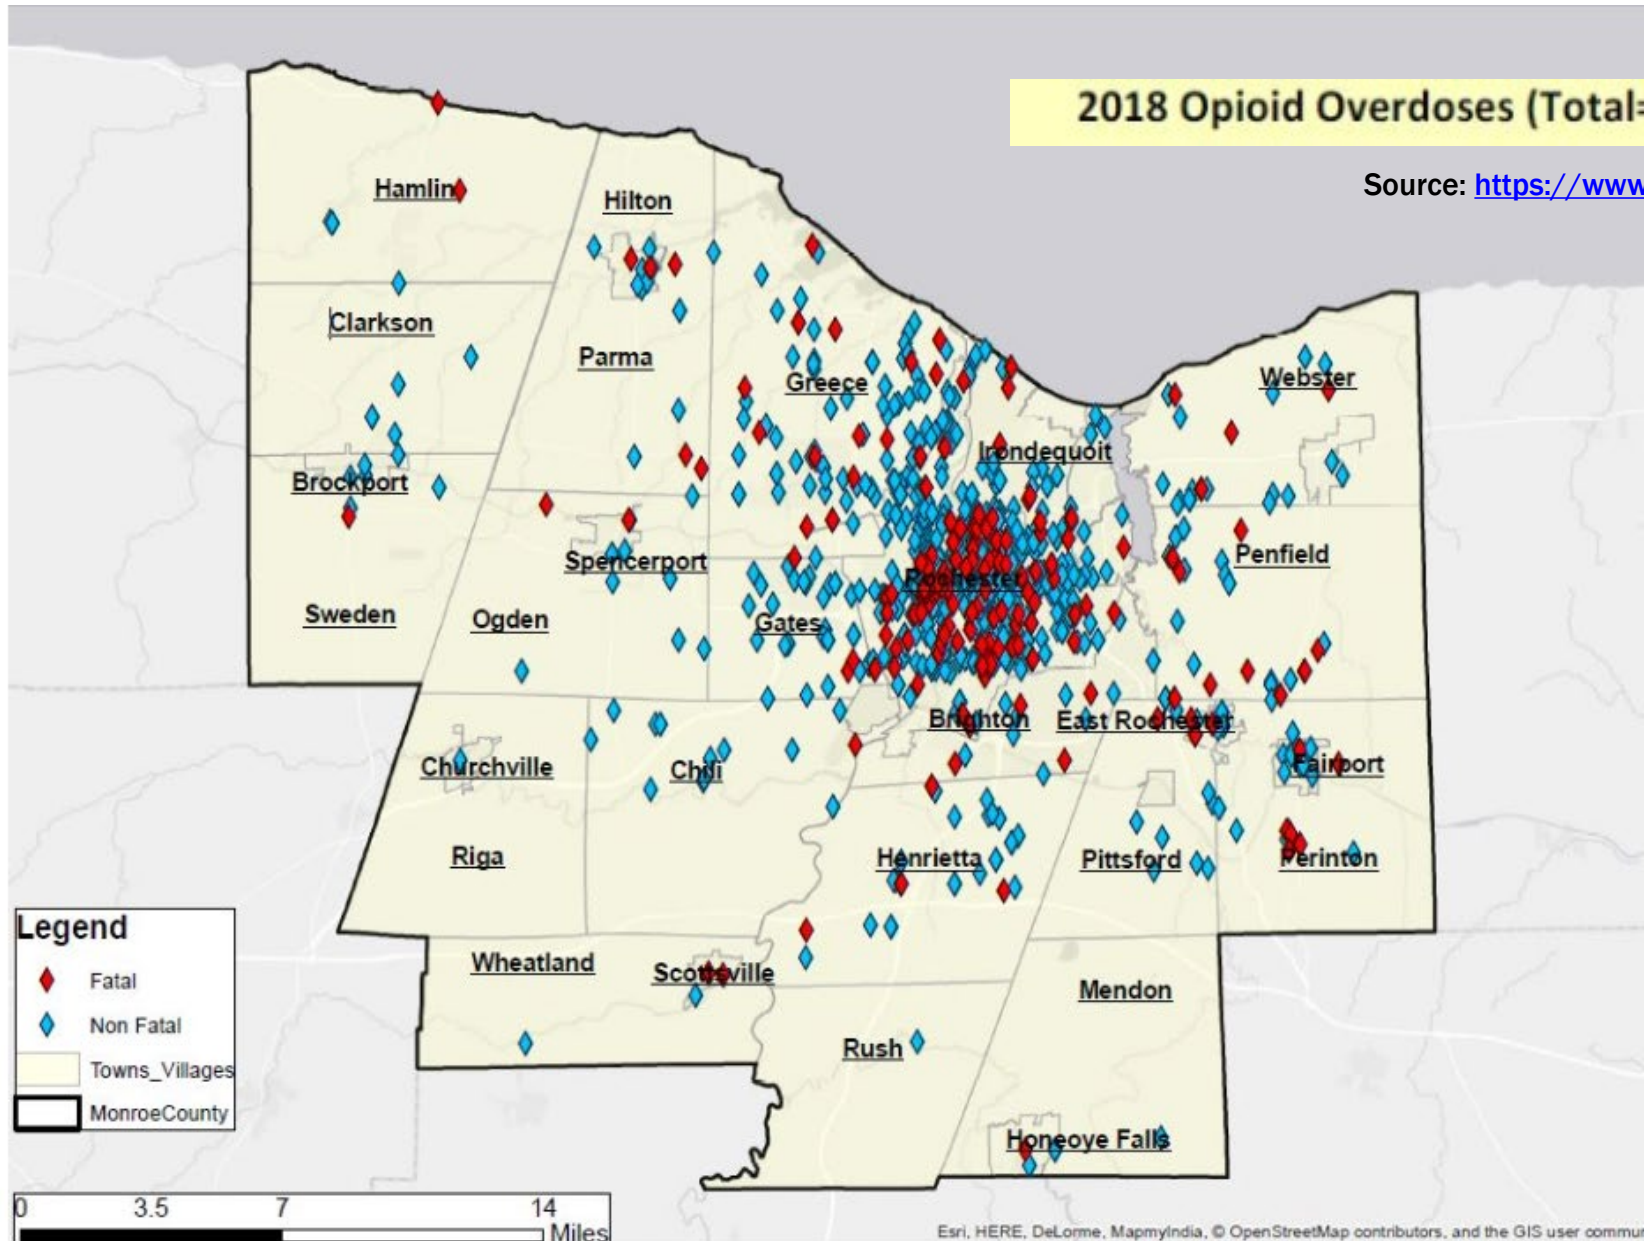 2018 Opioid Overdoses (Total=
Source: https://www
Hamlin
Hilton
Clarkson
Parma
Greece
Webster
Irondequoit
Brockport
Spencerport
Rochester
Penfield
Sweden
Ogden
Gates
Brighton
East Rochester
Churchville
Chili
Fairport
Riga
Henrietta
Pittsford
Perinton
Legend
Fatal
Non Fatal
Towns_Villages
MonroeCounty
Wheatland
Scottsville
Mendon
Rush
Honeoye Falls
0 3.5 7 14
Miles
Esri, HERE, DeLorme, MapmyIndia, © OpenStreetMap contributors, and the GIS user commu